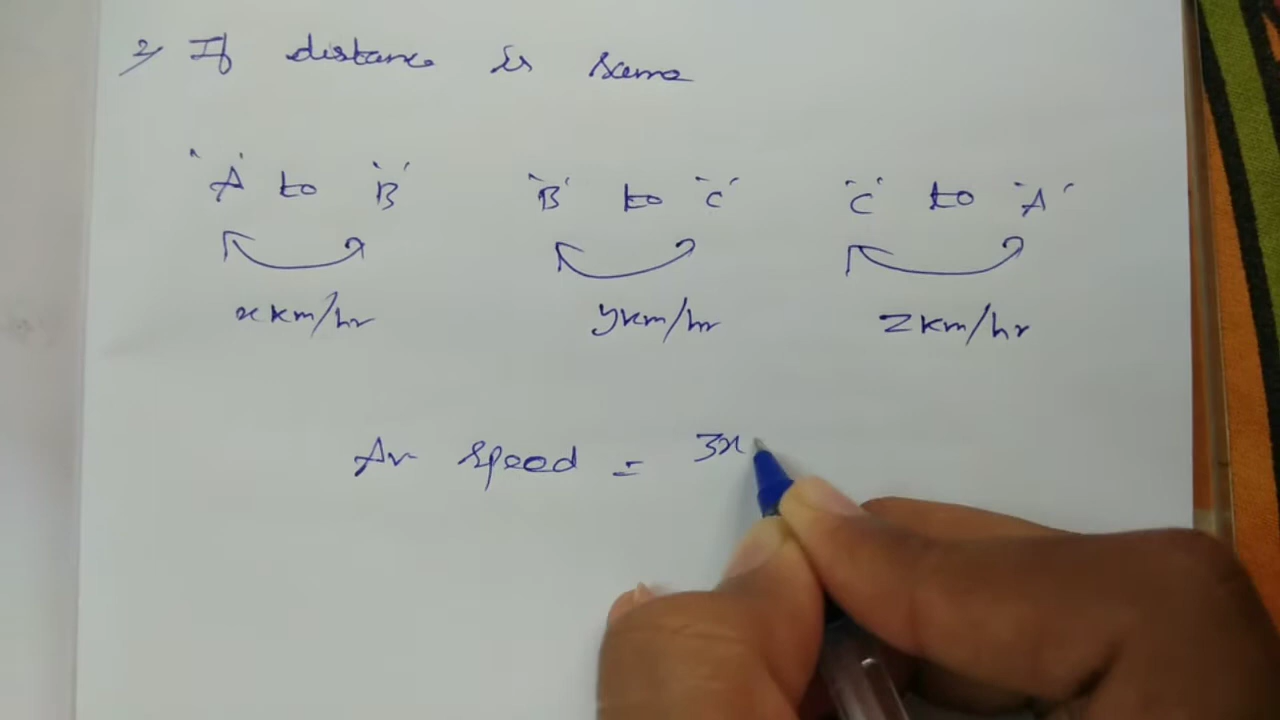 2) If distance is same
"A" to "B" "B" to "C" "C" to "A"
x km/hr y km/hr z km/hr
Av speed = 3x